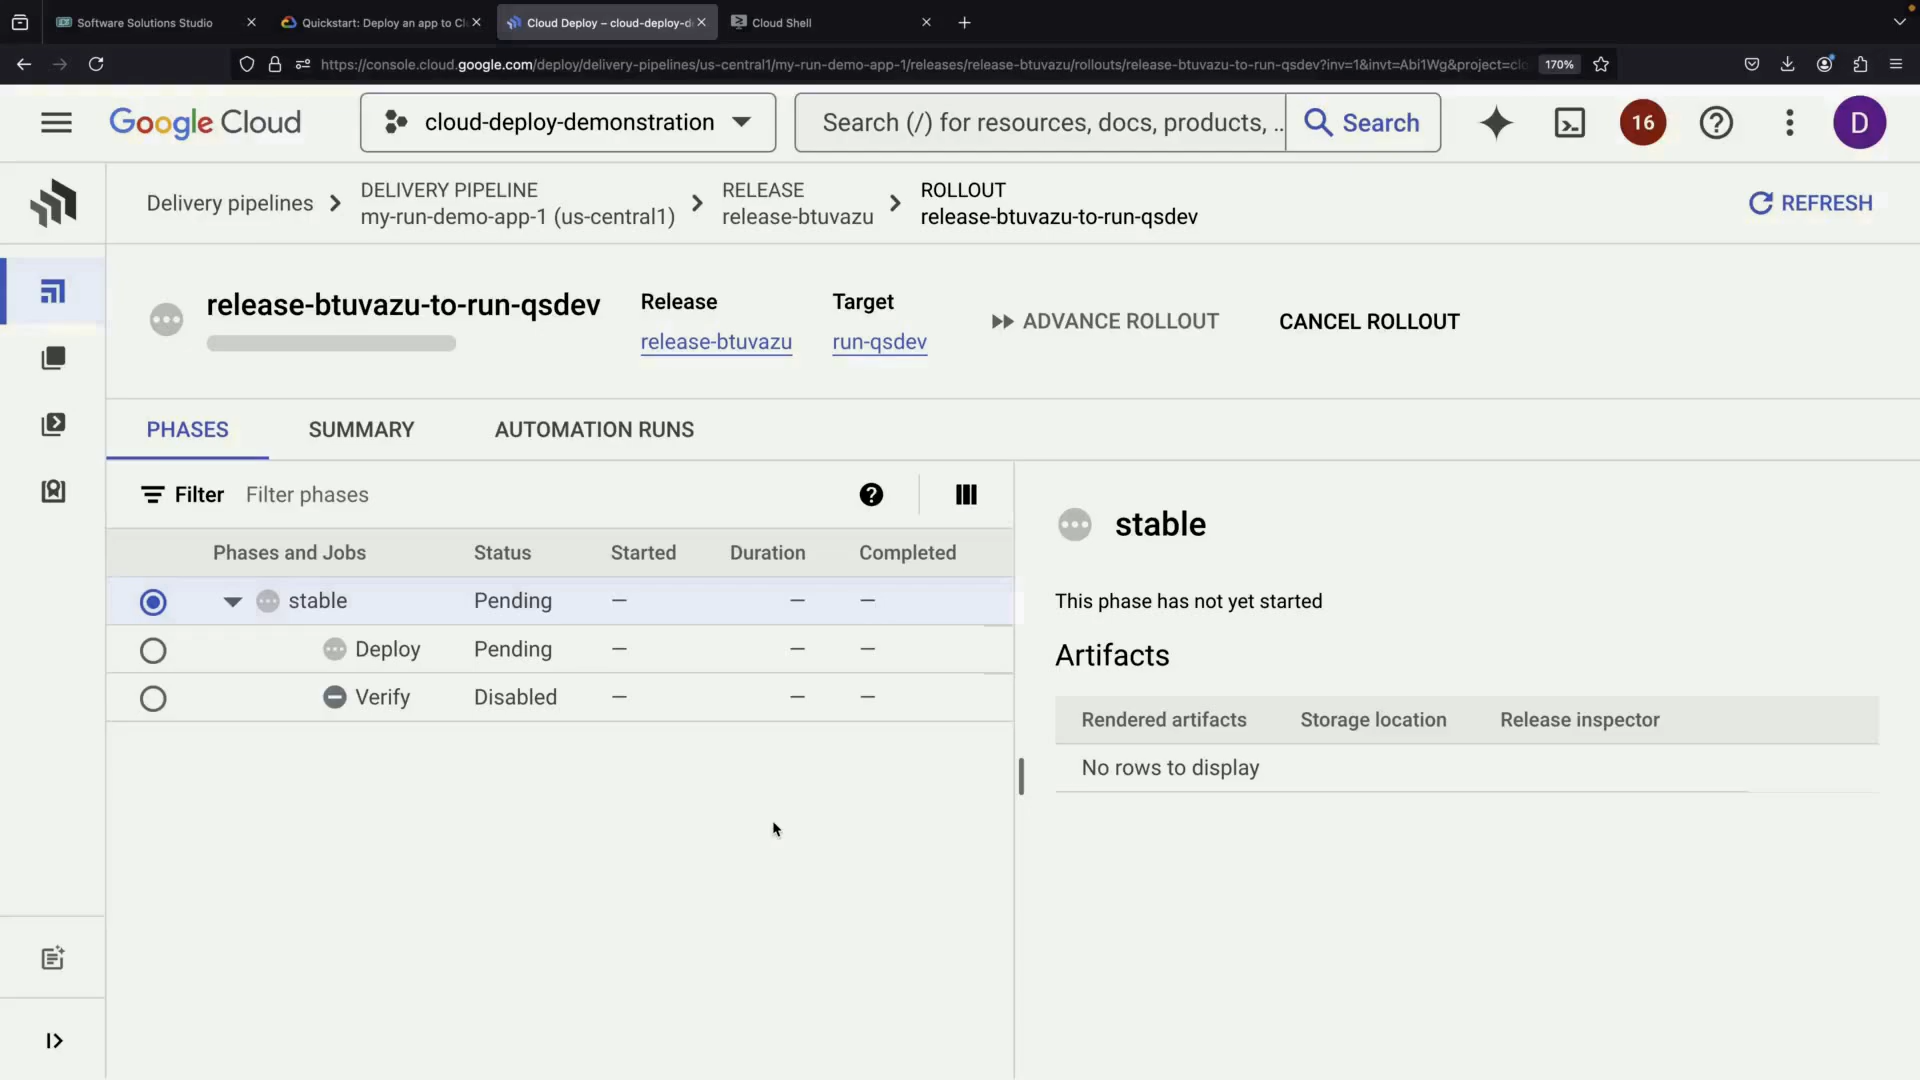 Software Solutions Studio
Quickstart: Deploy an app to Cl
Cloud Deploy – cloud-deploy-d
Cloud Shell
https://console.cloud.google.com/deploy/delivery-pipelines/us-central1/my-run-demo-app-1/releases/release-btuvazu/rollouts/release-btuvazu-to-run-qsdev?inv=1&invt=Abi1Wg&project=clo
170%
Google Cloud
cloud-deploy-demonstration
Search (/) for resources, docs, products, ..
Search
16
D
Delivery pipelines
DELIVERY PIPELINE
my-run-demo-app-1 (us-central1)
RELEASE
release-btuvazu
ROLLOUT
release-btuvazu-to-run-qsdev
REFRESH
release-btuvazu-to-run-qsdev
Release
release-btuvazu
Target
run-qsdev
ADVANCE ROLLOUT
CANCEL ROLLOUT
PHASES
SUMMARY
AUTOMATION RUNS
Filter
Filter phases
Phases and Jobs Status Started Duration Completed
stable Pending — — —
Deploy Pending — — —
Verify Disabled — — —
stable
This phase has not yet started
Artifacts
Rendered artifacts Storage location Release inspector
No rows to display